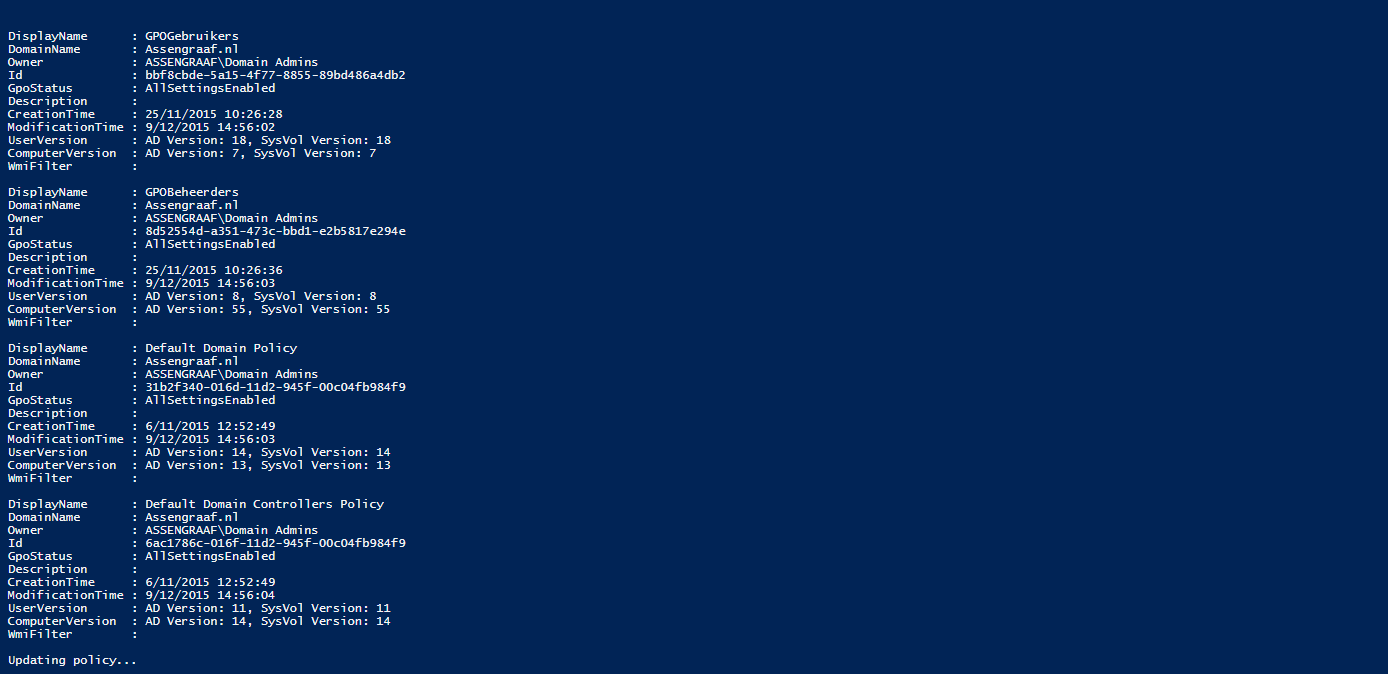 DisplayName      : GPOGebruikers
DomainName       : Assengraaf.nl
Owner            : ASSENGRAAF\Domain Admins
Id               : bbf8cbde-5a15-4f77-8855-89bd486a4db2
GpoStatus        : AllSettingsEnabled
Description      :
CreationTime     : 25/11/2015 10:26:28
ModificationTime : 9/12/2015 14:56:02
UserVersion      : AD Version: 18, SysVol Version: 18
ComputerVersion  : AD Version: 7, SysVol Version: 7
WmiFilter        :

DisplayName      : GPOBeheerders
DomainName       : Assengraaf.nl
Owner            : ASSENGRAAF\Domain Admins
Id               : 8d52554d-a351-473c-bbd1-e2b5817e294e
GpoStatus        : AllSettingsEnabled
Description      :
CreationTime     : 25/11/2015 10:26:36
ModificationTime : 9/12/2015 14:56:03
UserVersion      : AD Version: 8, SysVol Version: 8
ComputerVersion  : AD Version: 55, SysVol Version: 55
WmiFilter        :

DisplayName      : Default Domain Policy
DomainName       : Assengraaf.nl
Owner            : ASSENGRAAF\Domain Admins
Id               : 31b2f340-016d-11d2-945f-00c04fb984f9
GpoStatus        : AllSettingsEnabled
Description      :
CreationTime     : 6/11/2015 12:52:49
ModificationTime : 9/12/2015 14:56:03
UserVersion      : AD Version: 14, SysVol Version: 14
ComputerVersion  : AD Version: 13, SysVol Version: 13
WmiFilter        :

DisplayName      : Default Domain Controllers Policy
DomainName       : Assengraaf.nl
Owner            : ASSENGRAAF\Domain Admins
Id               : 6ac1786c-016f-11d2-945f-00c04fb984f9
GpoStatus        : AllSettingsEnabled
Description      :
CreationTime     : 6/11/2015 12:52:49
ModificationTime : 9/12/2015 14:56:04
UserVersion      : AD Version: 11, SysVol Version: 11
ComputerVersion  : AD Version: 14, SysVol Version: 14
WmiFilter        :

Updating policy...